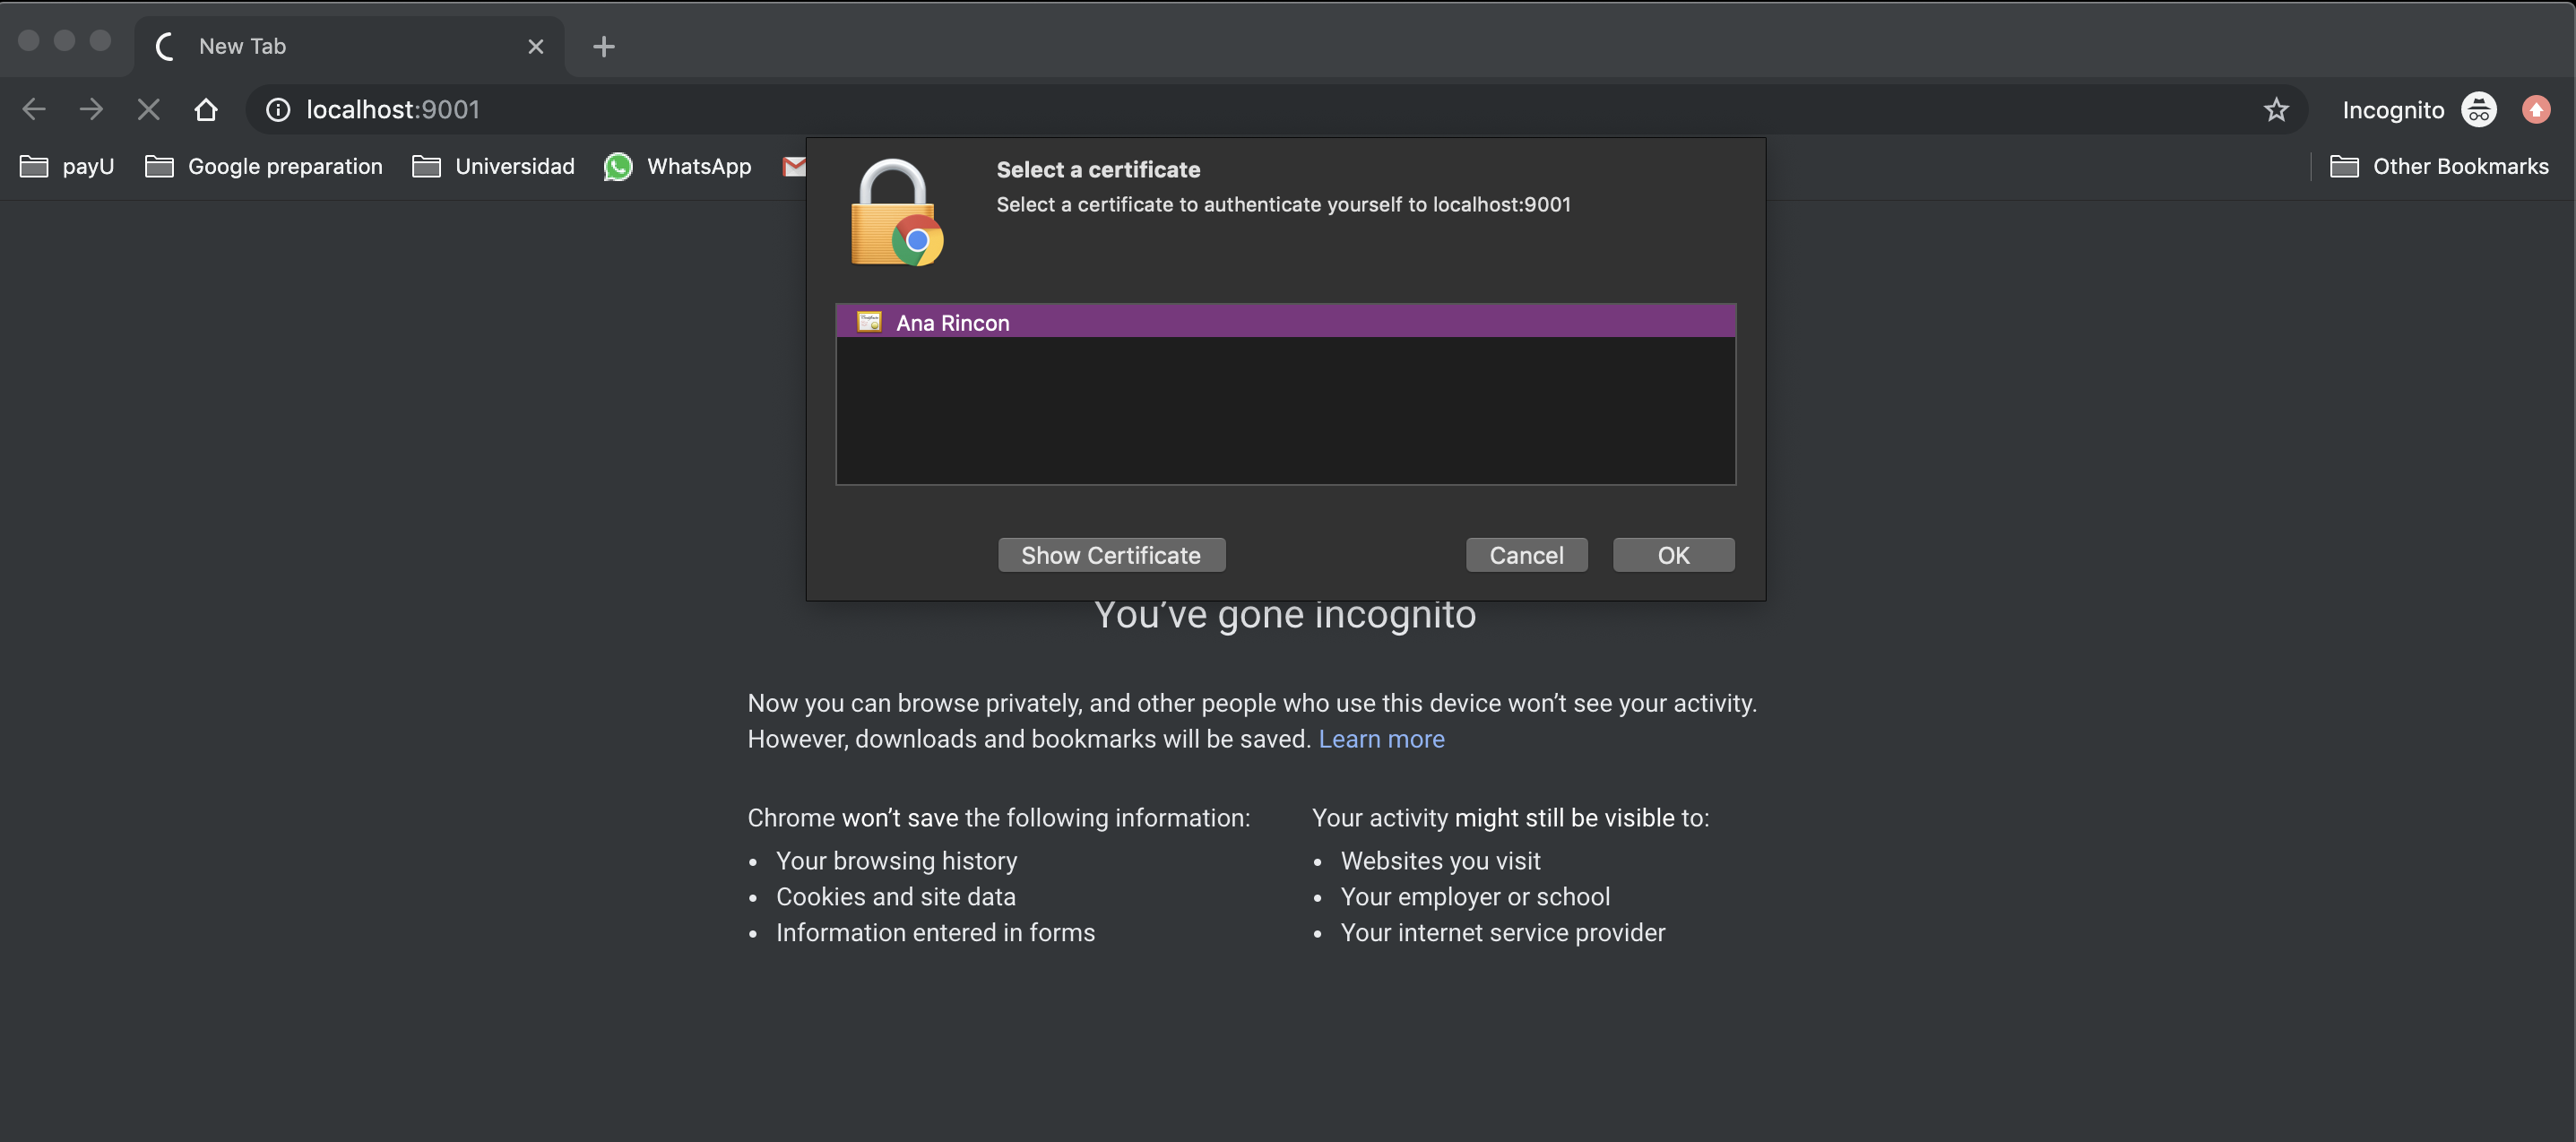 New Tab
localhost:9001
Incognito
payU
Google preparation
Universidad
WhatsApp
Other Bookmarks
Select a certificate
Select a certificate to authenticate yourself to localhost:9001
Ana Rincon
Show Certificate
Cancel
OK
You've gone incognito
Now you can browse privately, and other people who use this device won't see your activity.
However, downloads and bookmarks will be saved. Learn more
Chrome won't save the following information:
Your browsing history
Cookies and site data
Information entered in forms
Your activity might still be visible to:
Websites you visit
Your employer or school
Your internet service provider